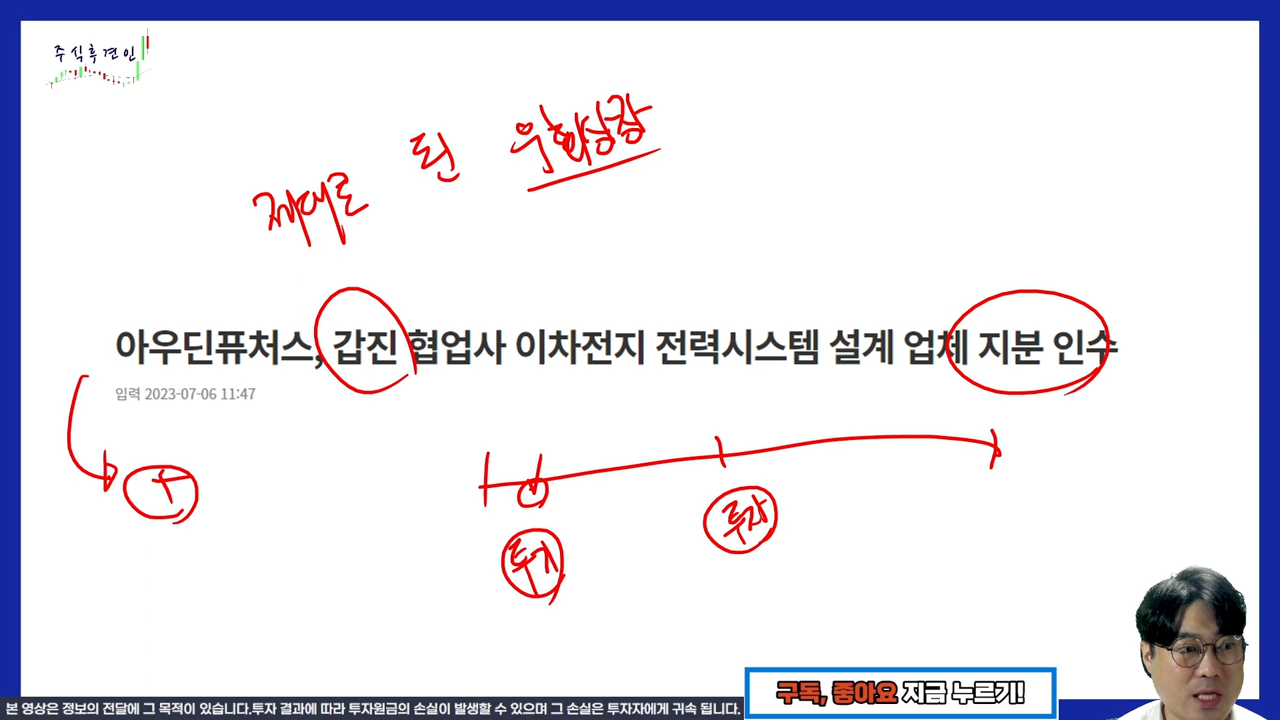 주식후견인
제대로 된 우화성장
아우딘퓨처스, 갑진 협업사 이차전지 전력시스템 설계 업체 지분 인수
입력 2023-07-06 11:47
투자
투자
구독, 좋아요 지금 누르기!
본 영상은 정보의 전달에 그 목적이 있습니다.투자 결과에 따라 투자원금의 손실이 발생할 수 있으며 그 손실은 투자자에게 귀속 됩니다.